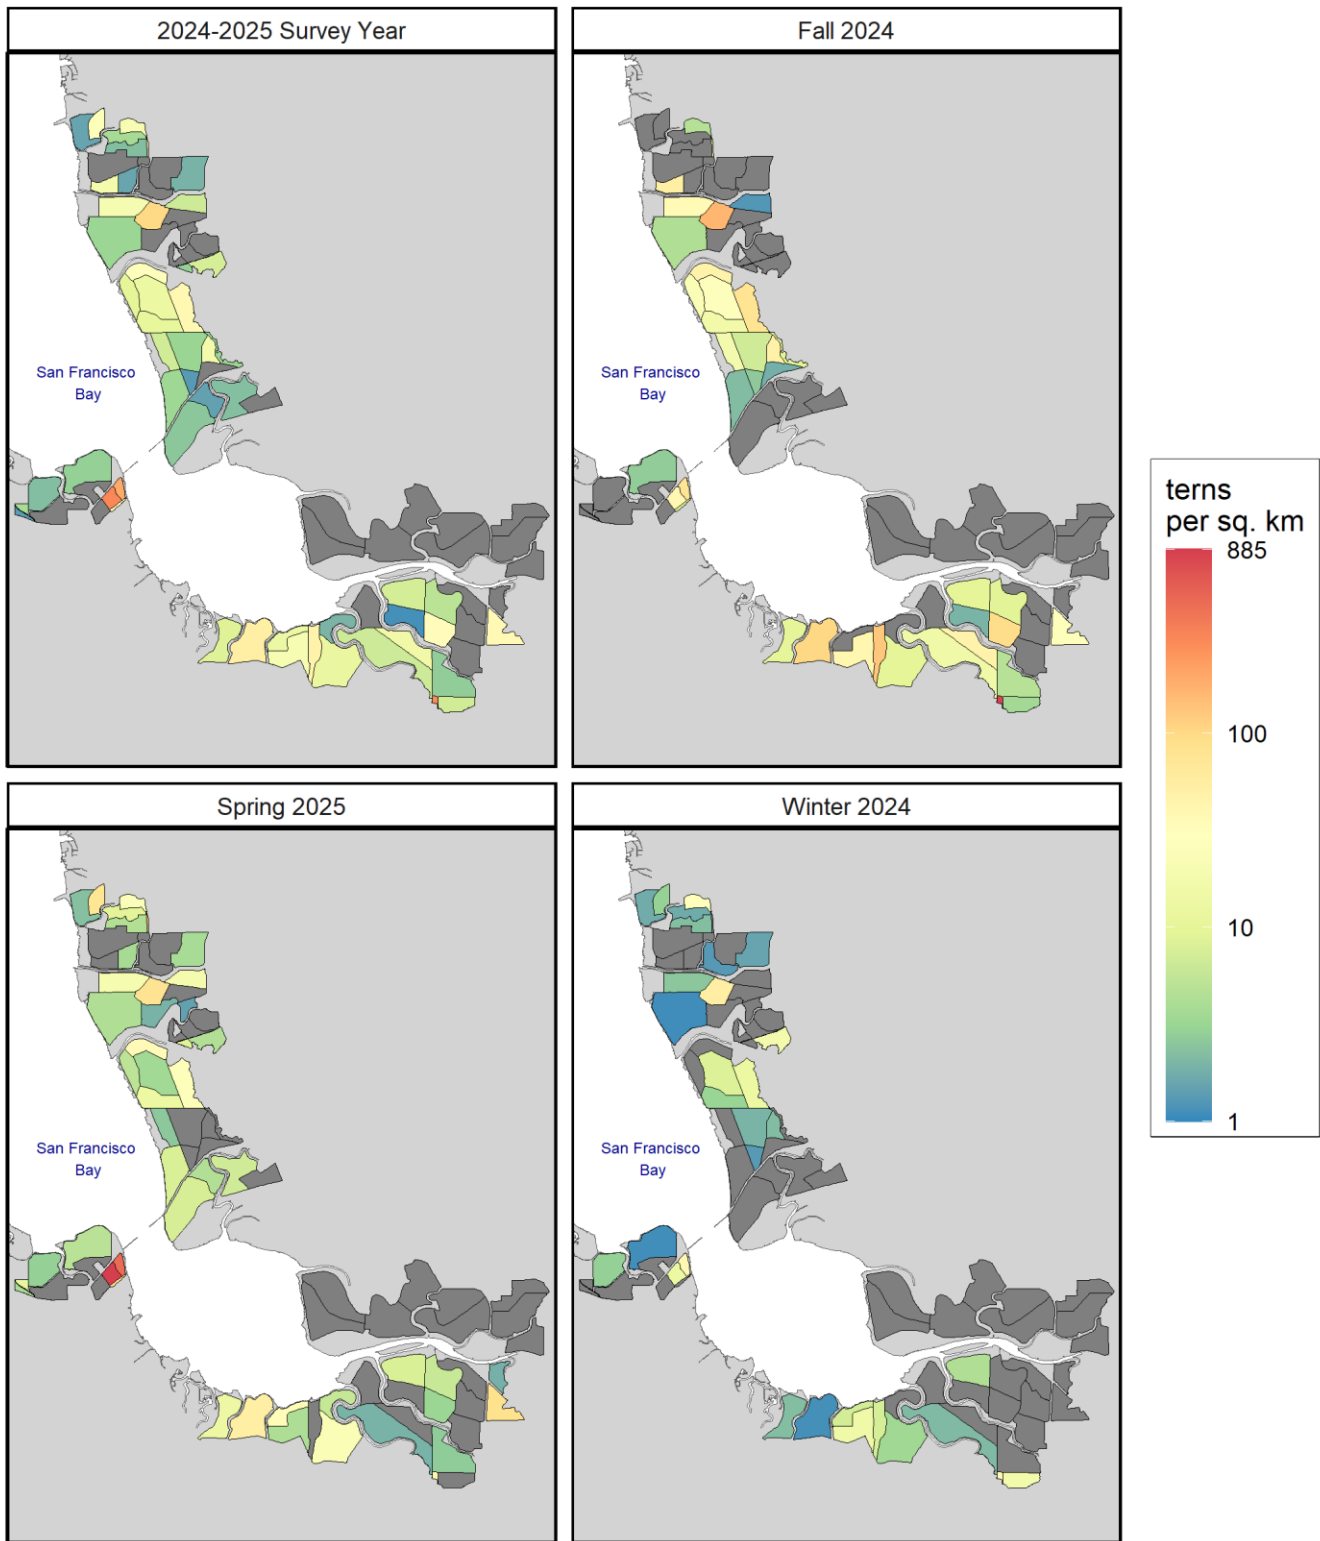 2024-2025 Survey Year
Fall 2024
San Francisco
Bay
San Francisco
Bay
terns
per sq. km
885
100
10
1
Spring 2025
Winter 2024
San Francisco
Bay
San Francisco
Bay